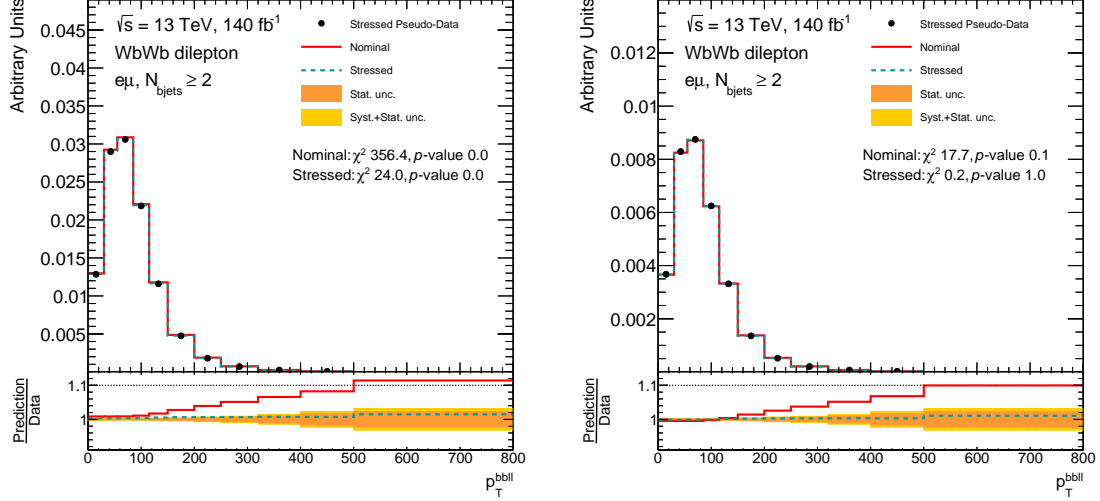 Arbitrary Units
0.045
0.04
0.035
0.03
0.025
0.02
0.015
0.01
0.005
√s = 13 TeV, 140 fb⁻¹
WbWb dilepton
eμ, N_bjets ≥ 2
Stressed Pseudo-Data
Nominal
Stressed
Stat. unc.
Syst.+Stat. unc.
Nominal: χ² 356.4, p-value 0.0
Stressed: χ² 24.0, p-value 0.0
Prediction
Data
1.1
1
0 100 200 300 400 500 600 700 800
p_T^bbll
Arbitrary Units
0.012
0.01
0.008
0.006
0.004
0.002
√s = 13 TeV, 140 fb⁻¹
WbWb dilepton
eμ, N_bjets ≥ 2
Stressed Pseudo-Data
Nominal
Stressed
Stat. unc.
Syst.+Stat. unc.
Nominal: χ² 17.7, p-value 0.1
Stressed: χ² 0.2, p-value 1.0
Prediction
Data
1.1
1
0 100 200 300 400 500 600 700 800
p_T^bbll